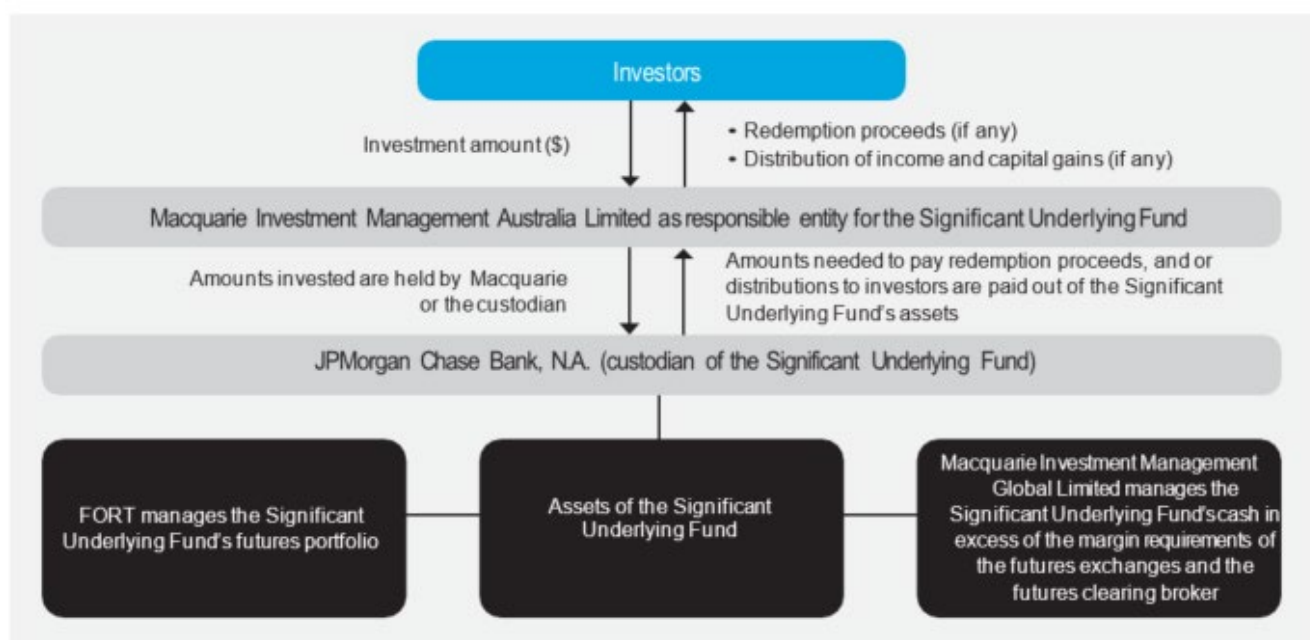 Investors
Investment amount ($)
• Redemption proceeds (if any)
• Distribution of income and capital gains (if any)
Macquarie Investment Management Australia Limited as responsible entity for the Significant Underlying Fund
Amounts invested are held by Macquarie
or the custodian
Amounts needed to pay redemption proceeds, and or
distributions to investors are paid out of the Significant
Underlying Fund's assets
JPMorgan Chase Bank, N.A. (custodian of the Significant Underlying Fund)
FORT manages the Significant
Underlying Fund's futures portfolio
Assets of the Significant
Underlying Fund
Macquarie Investment Management
Global Limited manages the
Significant Underlying Fund's cash in
excess of the margin requirements of
the futures exchanges and the
futures clearing broker